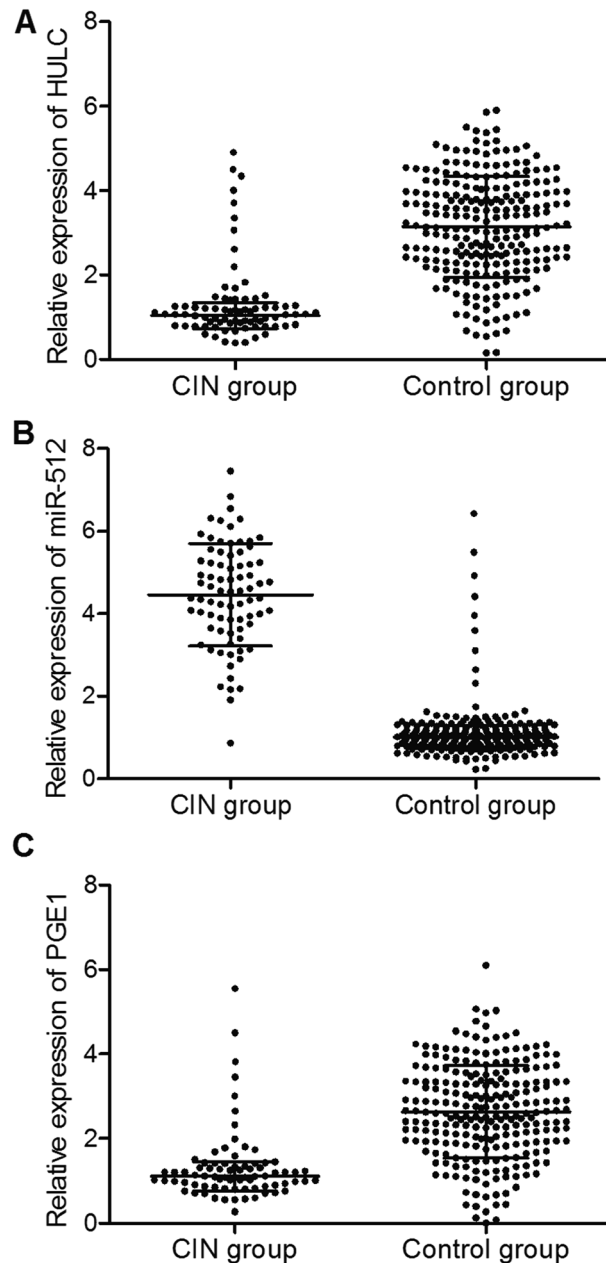 A
Relative expression of HULC
8
6
4
2
0
CIN group Control group
B
Relative expression of miR-512
8
6
4
2
0
CIN group Control group
C
Relative expression of PGE1
8
6
4
2
0
CIN group Control group